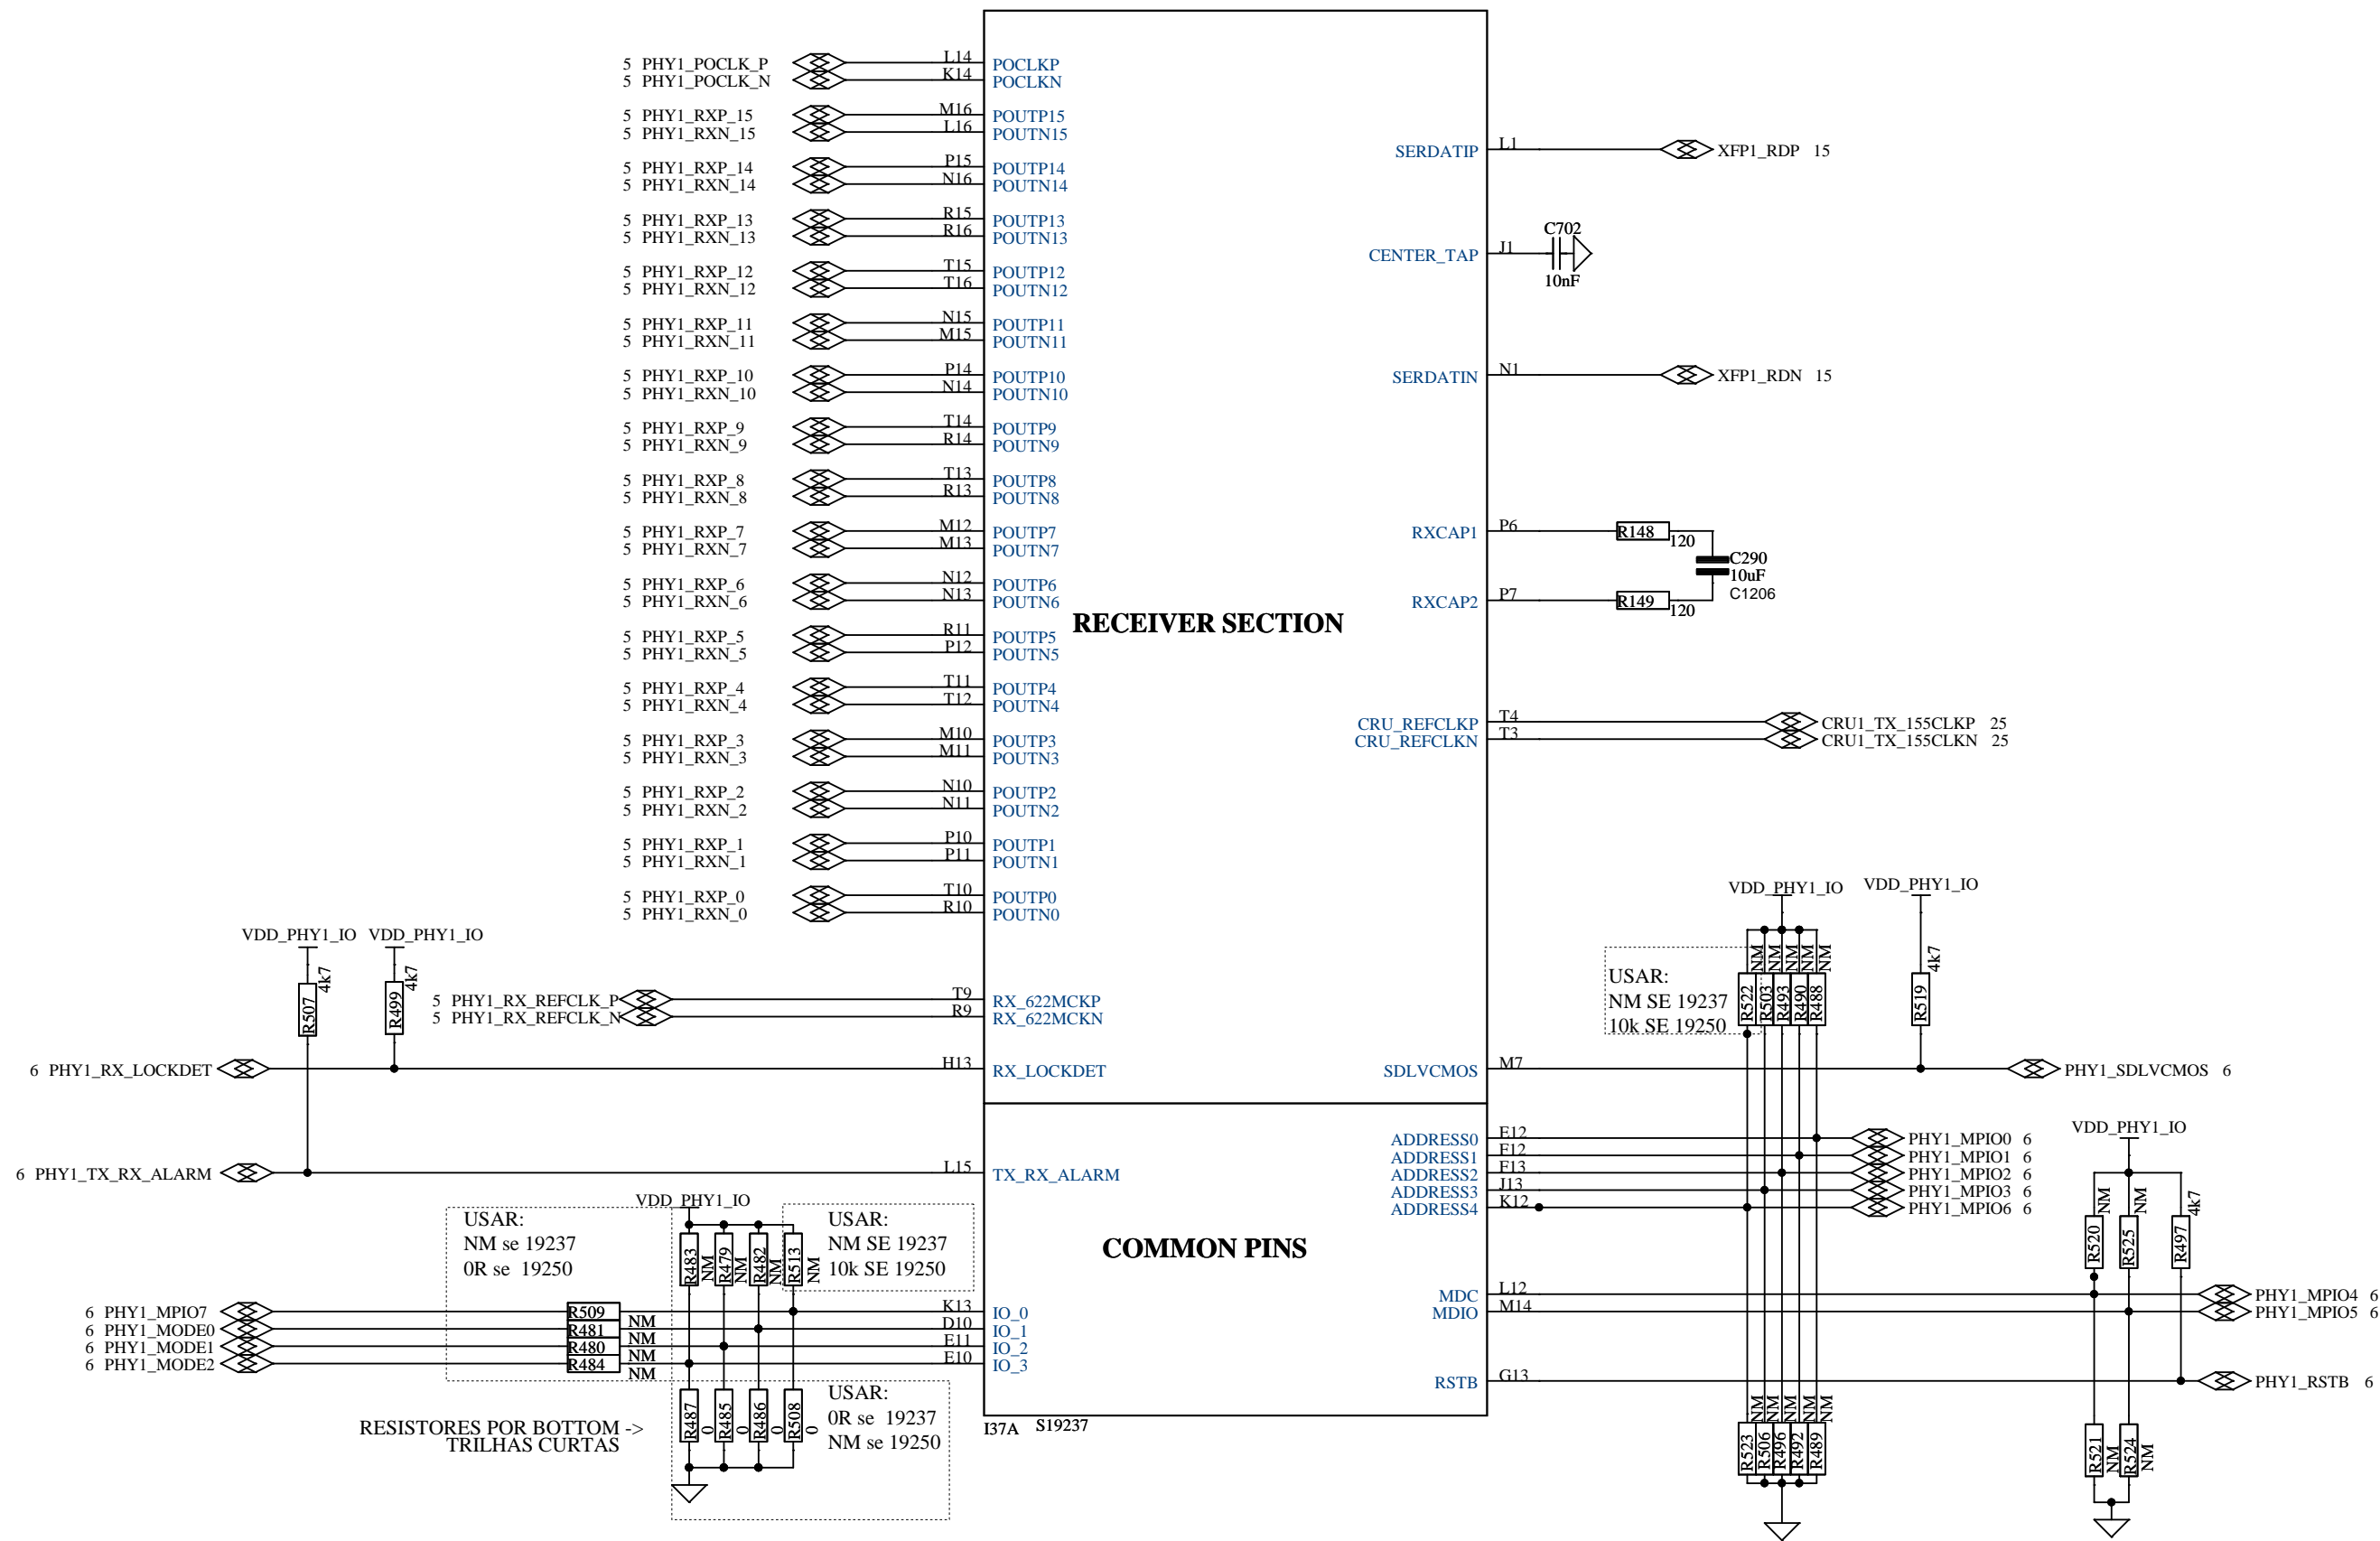 5 PHY1_POCLK_P L14 POCLKP
5 PHY1_POCLK_N K14 POCLKN
5 PHY1_RXP_15 M16 POUTP15
5 PHY1_RXN_15 L16 POUTN15
SERDATIP L1 XFP1_RDP 15
5 PHY1_RXP_14 P15 POUTP14
5 PHY1_RXN_14 N16 POUTN14
5 PHY1_RXP_13 R15 POUTP13
5 PHY1_RXN_13 R16 POUTN13
C702
CENTER_TAP J1
10nF
5 PHY1_RXP_12 T15 POUTP12
5 PHY1_RXN_12 T16 POUTN12
5 PHY1_RXP_11 N15 POUTP11
5 PHY1_RXN_11 M15 POUTN11
5 PHY1_RXP_10 P14 POUTP10
5 PHY1_RXN_10 N14 POUTN10
SERDATIN N1 XFP1_RDN 15
5 PHY1_RXP_9 T14 POUTP9
5 PHY1_RXN_9 R14 POUTN9
5 PHY1_RXP_8 T13 POUTP8
5 PHY1_RXN_8 R13 POUTN8
5 PHY1_RXP_7 M12 POUTP7
5 PHY1_RXN_7 M13 POUTN7
RXCAP1 P6 R148 120
C290
10uF
C1206
5 PHY1_RXP_6 N12 POUTP6
5 PHY1_RXN_6 N13 POUTN6
RXCAP2 P7 R149 120
RECEIVER SECTION
5 PHY1_RXP_5 R11 POUTP5
5 PHY1_RXN_5 P12 POUTN5
5 PHY1_RXP_4 T11 POUTP4
5 PHY1_RXN_4 T12 POUTN4
CRU_REFCLKP T4 CRU1_TX_155CLKP 25
CRU_REFCLKN T3 CRU1_TX_155CLKN 25
5 PHY1_RXP_3 M10 POUTP3
5 PHY1_RXN_3 M11 POUTN3
5 PHY1_RXP_2 N10 POUTP2
5 PHY1_RXN_2 N11 POUTN2
5 PHY1_RXP_1 P10 POUTP1
5 PHY1_RXN_1 P11 POUTN1
5 PHY1_RXP_0 T10 POUTP0
5 PHY1_RXN_0 R10 POUTN0
VDD_PHY1_IO VDD_PHY1_IO
VDD_PHY1_IO VDD_PHY1_IO
R507 4k7 R499 4k7
5 PHY1_RX_REFCLK_P T9 RX_622MCKP
5 PHY1_RX_REFCLK_N R9 RX_622MCKN
USAR:
NM SE 19237
10k SE 19250
NM NM NM NM NM
R522 R503 R493 R490 R488
R519 4k7
6 PHY1_RX_LOCKDET H13 RX_LOCKDET
SDLVCMOS M7 PHY1_SDLVCMOS 6
6 PHY1_TX_RX_ALARM L15 TX_RX_ALARM
ADDRESS0 E12 PHY1_MPIO0 6
ADDRESS1 F12 PHY1_MPIO1 6
ADDRESS2 F13 PHY1_MPIO2 6
ADDRESS3 J13 PHY1_MPIO3 6
ADDRESS4 K12 PHY1_MPIO6 6
VDD_PHY1_IO
R520 NM R525 NM R497 4k7
VDD_PHY1_IO
USAR:
NM se 19237
0R se 19250
R483 NM R479 NM R482 NM R513 NM
USAR:
NM SE 19237
10k SE 19250
COMMON PINS
MDC L12 PHY1_MPIO4 6
MDIO M14 PHY1_MPIO5 6
6 PHY1_MPIO7 R509 NM K13 IO_0
6 PHY1_MODE0 R481 NM D10 IO_1
6 PHY1_MODE1 R480 NM E11 IO_2
6 PHY1_MODE2 R484 NM E10 IO_3
RSTB G13 PHY1_RSTB 6
R487 0 R485 0 R486 0 R508 0
USAR:
0R se 19237
NM se 19250
RESISTORES POR BOTTOM ->
TRILHAS CURTAS
I37A S19237
NM NM NM NM NM
R523 R506 R496 R492 R489
R521 NM R524 NM